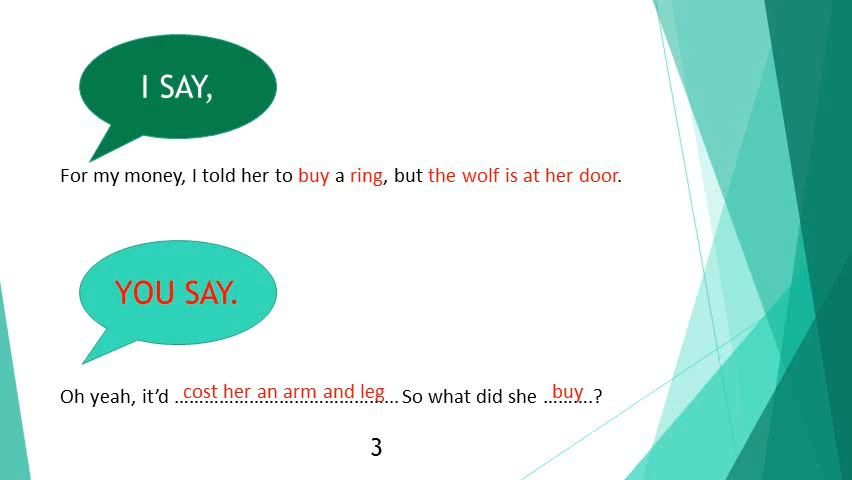 I SAY,
For my money, I told her to buy a ring, but the wolf is at her door.
YOU SAY.
Oh yeah, it’d ……………cost her an arm and leg……………… So what did she ….buy…..?
3